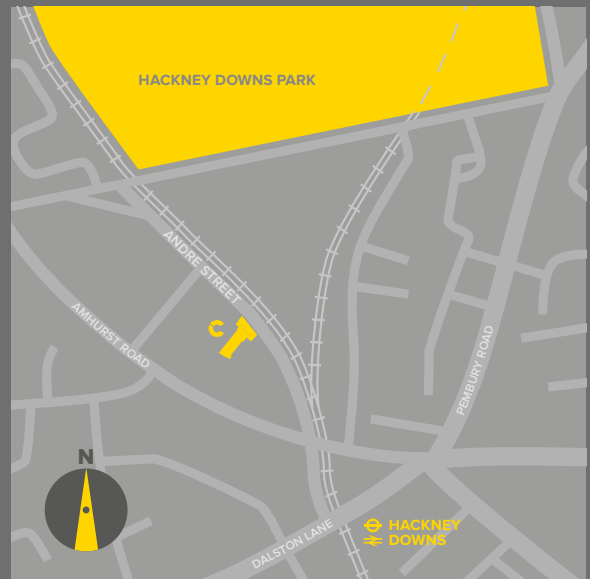 HACKNEY DOWNS PARK
ANDRE STREET
AMHURST ROAD
C
PEMBURY ROAD
N
HACKNEY
DOWNS
DALSTON LANE